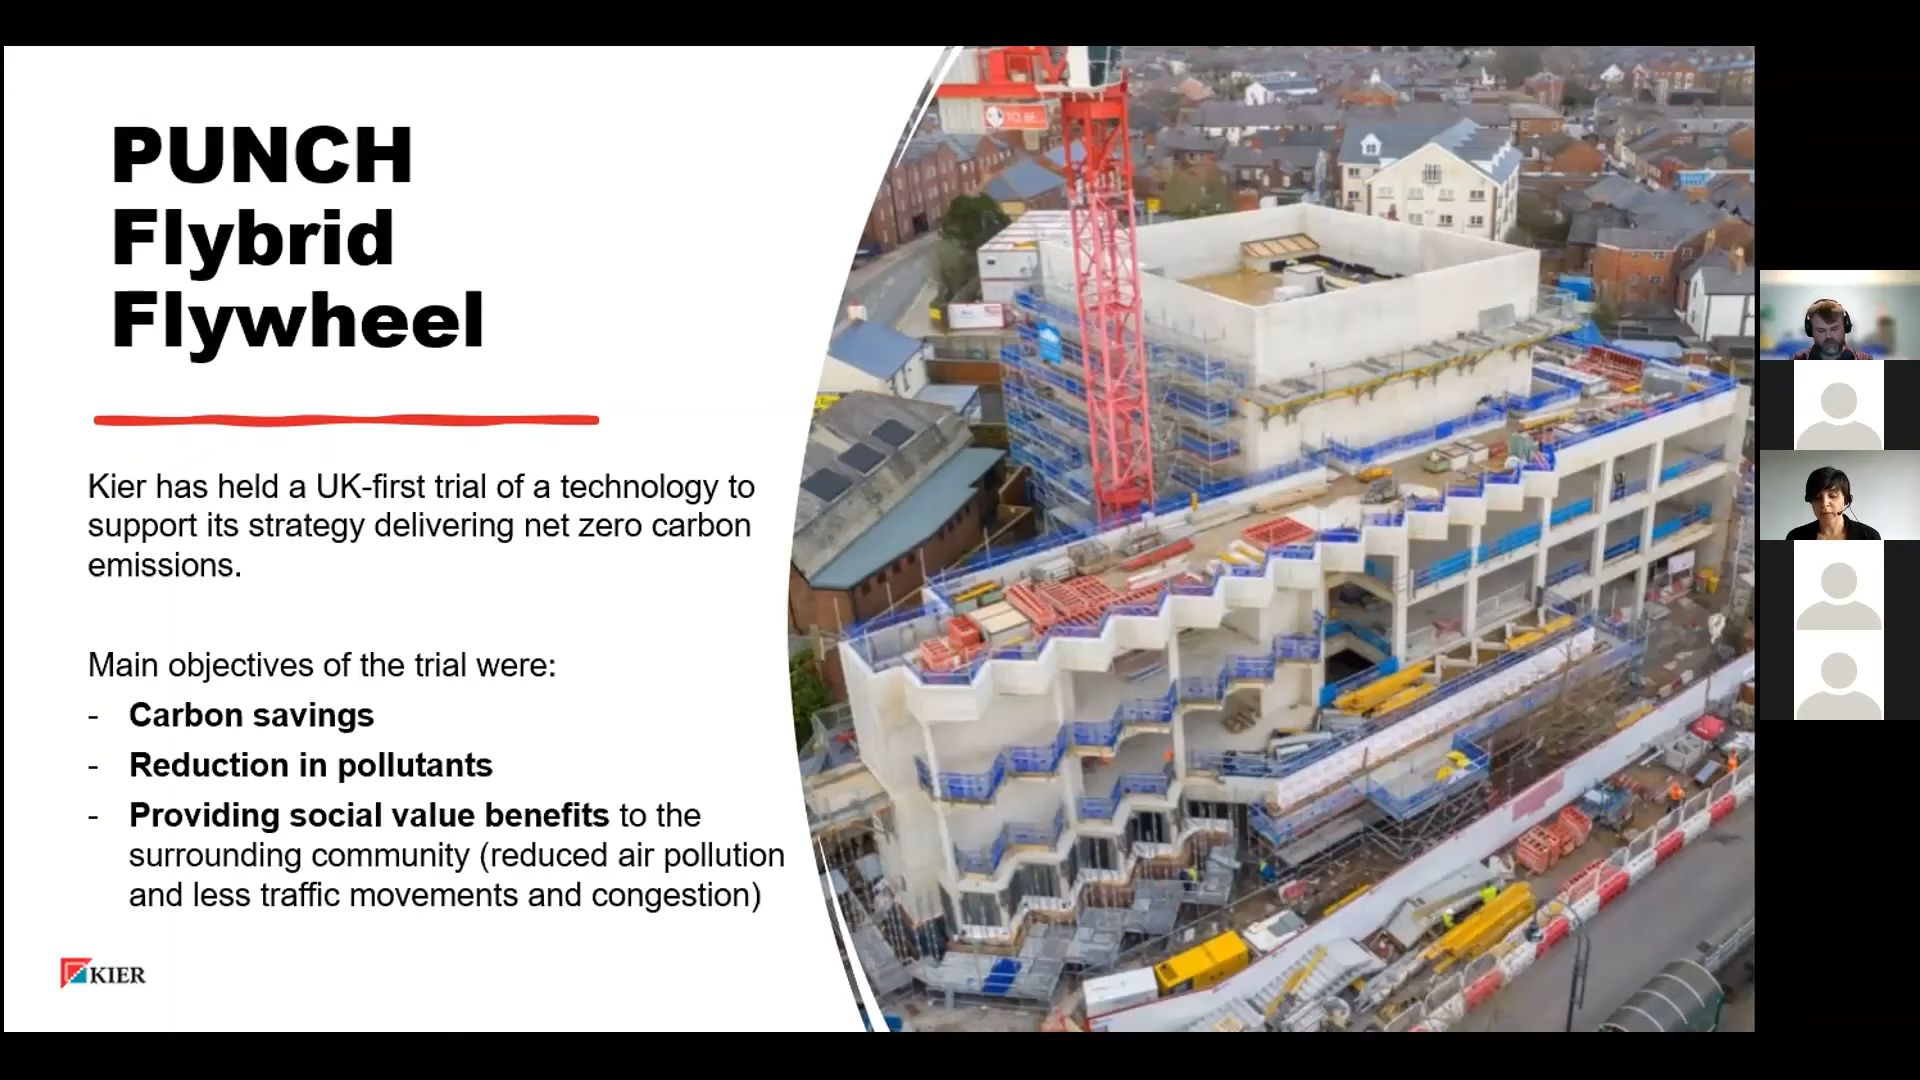 PUNCH
Flybrid
Flywheel
Kier has held a UK-first trial of a technology to
support its strategy delivering net zero carbon
emissions.
Main objectives of the trial were:
- Carbon savings
- Reduction in pollutants
- Providing social value benefits to the
surrounding community (reduced air pollution
and less traffic movements and congestion)
KIER
TO BE